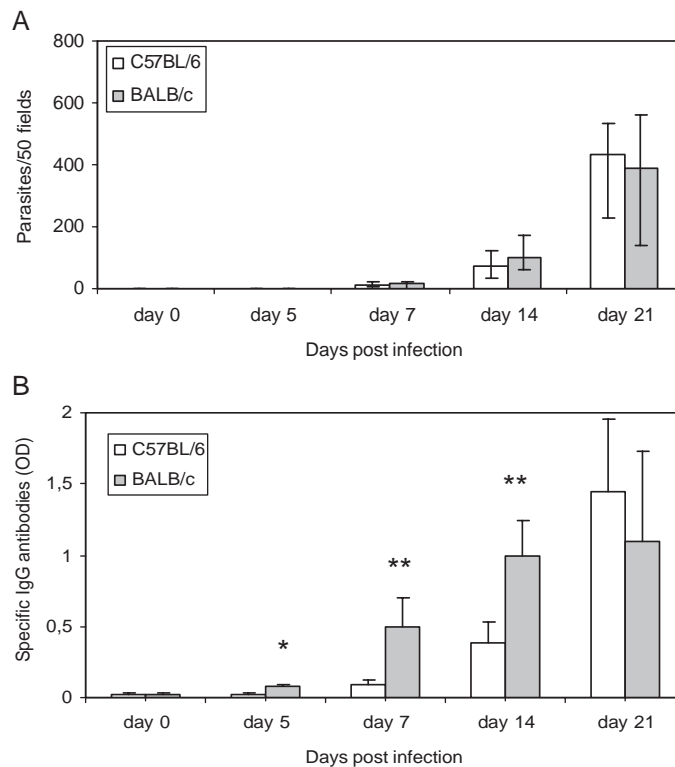 A
800
600
400
200
0
Parasites/50 fields
C57BL/6
BALB/c
day 0 day 5 day 7 day 14 day 21
Days post infection
B
2
1,5
1
0,5
0
Specific IgG antibodies (OD)
C57BL/6
BALB/c
*
**
**
day 0 day 5 day 7 day 14 day 21
Days post infection